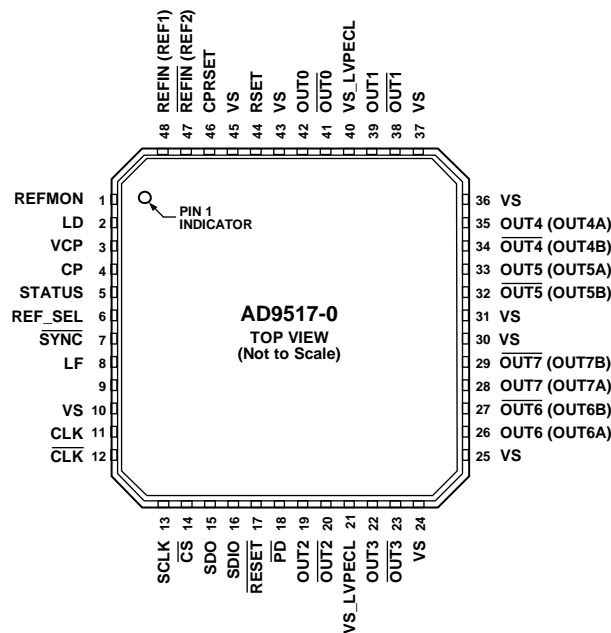 48 REFIN (REF1)
47 REFIN (REF2)
46 CPRSET
45 VS
44 RSET
43 VS
42 OUT0
41 OUT0
40 VS_LVPECL
39 OUT1
38 OUT1
37 VS
REFMON 1
LD 2
VCP 3
CP 4
STATUS 5
REF_SEL 6
SYNC 7
LF 8
9
VS 10
CLK 11
CLK 12
PIN 1
INDICATOR
AD9517-0
TOP VIEW
(Not to Scale)
36 VS
35 OUT4 (OUT4A)
34 OUT4 (OUT4B)
33 OUT5 (OUT5A)
32 OUT5 (OUT5B)
31 VS
30 VS
29 OUT7 (OUT7B)
28 OUT7 (OUT7A)
27 OUT6 (OUT6B)
26 OUT6 (OUT6A)
25 VS
SCLK 13
CS 14
SDO 15
SDIO 16
RESET 17
PD 18
OUT2 19
OUT2 20
VS_LVPECL 21
OUT3 22
OUT3 23
VS 24